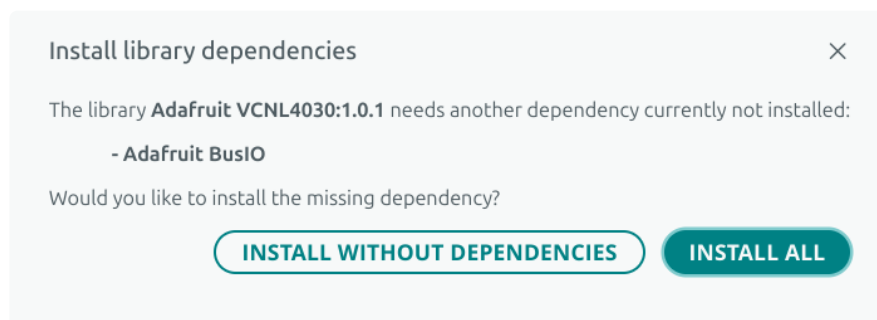 Install library dependencies
The library Adafruit VCNL4030:1.0.1 needs another dependency currently not installed:
- Adafruit BusIO
Would you like to install the missing dependency?
INSTALL WITHOUT DEPENDENCIES INSTALL ALL